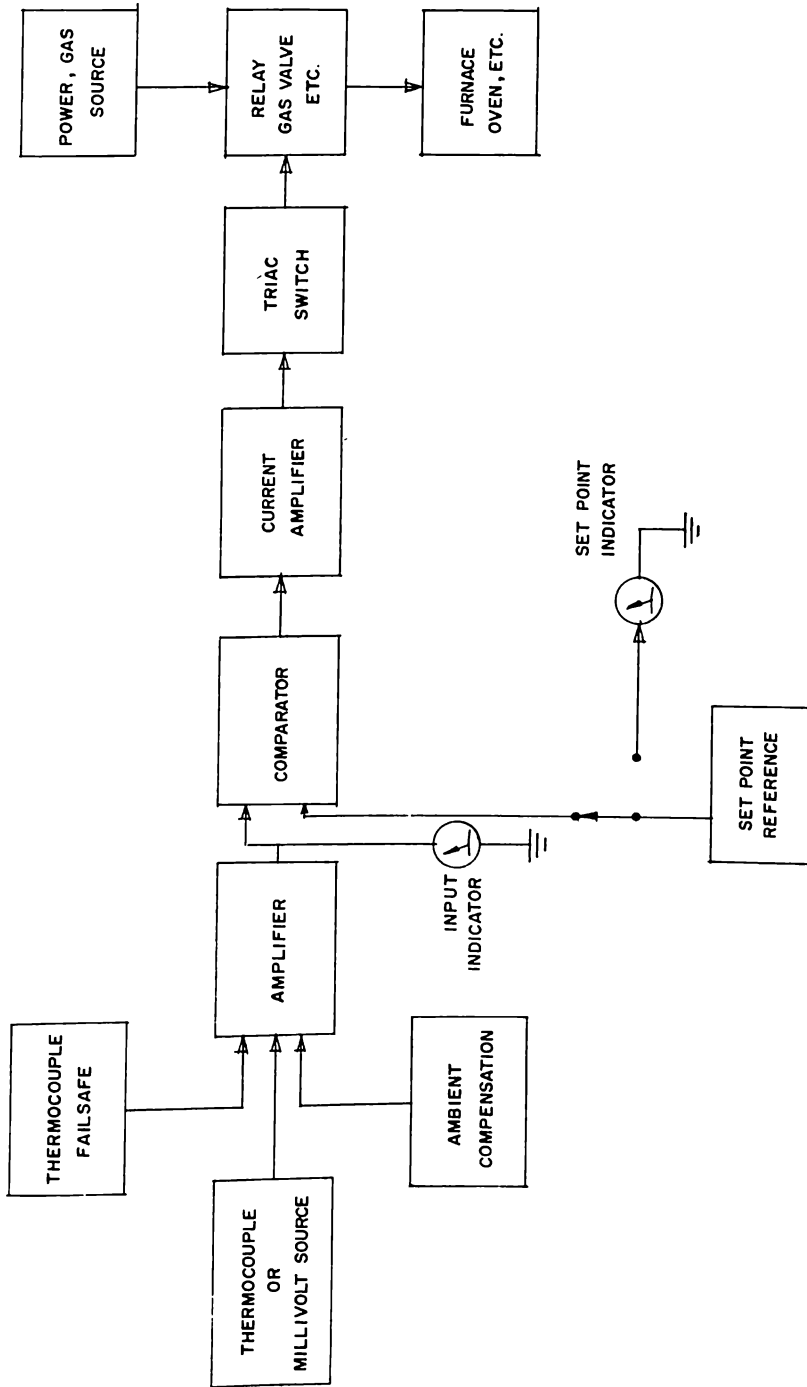 THERMOCOUPLE
FAILSAFE
THERMOCOUPLE
OR
MILLIVOLT SOURCE
AMBIENT
COMPENSATION
AMPLIFIER
INPUT
INDICATOR
COMPARATOR
SET POINT
REFERENCE
SET POINT
INDICATOR
CURRENT
AMPLIFIER
TRIAC
SWITCH
POWER, GAS
SOURCE
RELAY
GAS VALVE
ETC.
FURNACE
OVEN, ETC.